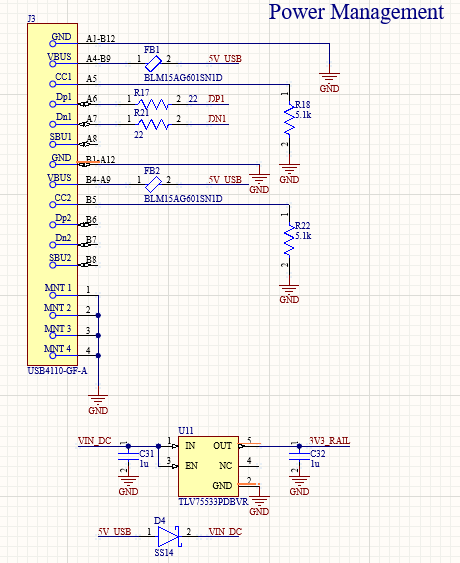 Power Management
J3
GND A1-B12
VBUS A4-B9 1 FB1 2 5V_USB
BLM15AG601SN1D
CC1 A5
Dp1 A6 R17 2 22 JDP1
Dn1 A7 R21 2 JDN1
22
SBU1 A8
1 R18 5.1k 2
GND
GND B1-A12
GND
VBUS B4-A9 1 FB2 2 5V_USB
BLM15AG601SN1D
CC2 B5
Dp2 B6
Dn2 B7
SBU2 B8
1 R22 5.1k 2
GND
GND
MNT 1 1
MNT 2 2
MNT 3 3
MNT 4 4
USB4110-GF-A
GND
U11
VIN_DC 1 IN OUT 5 3V3_RAIL
1 C31 1u 2
3 EN NC 4
1 C32 1u 2
GND 2
GND
GND
GND
TLV75533PDBVR
D4
5V_USB 1 2 VIN_DC
SS14